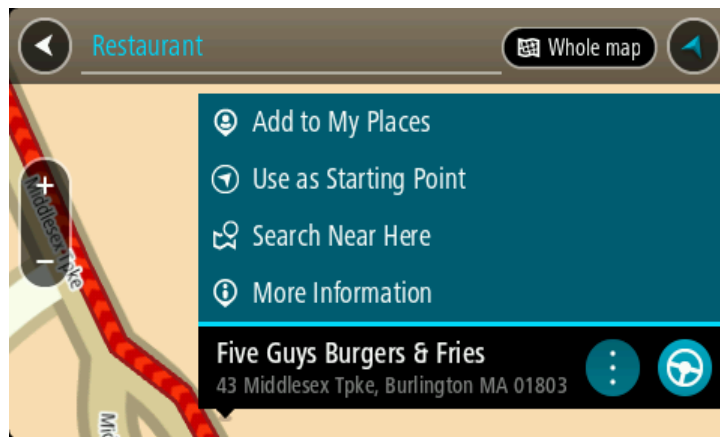 Restaurant
Whole map
Add to My Places
Use as Starting Point
Search Near Here
More Information
Five Guys Burgers & Fries
43 Middlesex Tpke, Burlington MA 01803
+
Middlesex Tpke
−
Mid